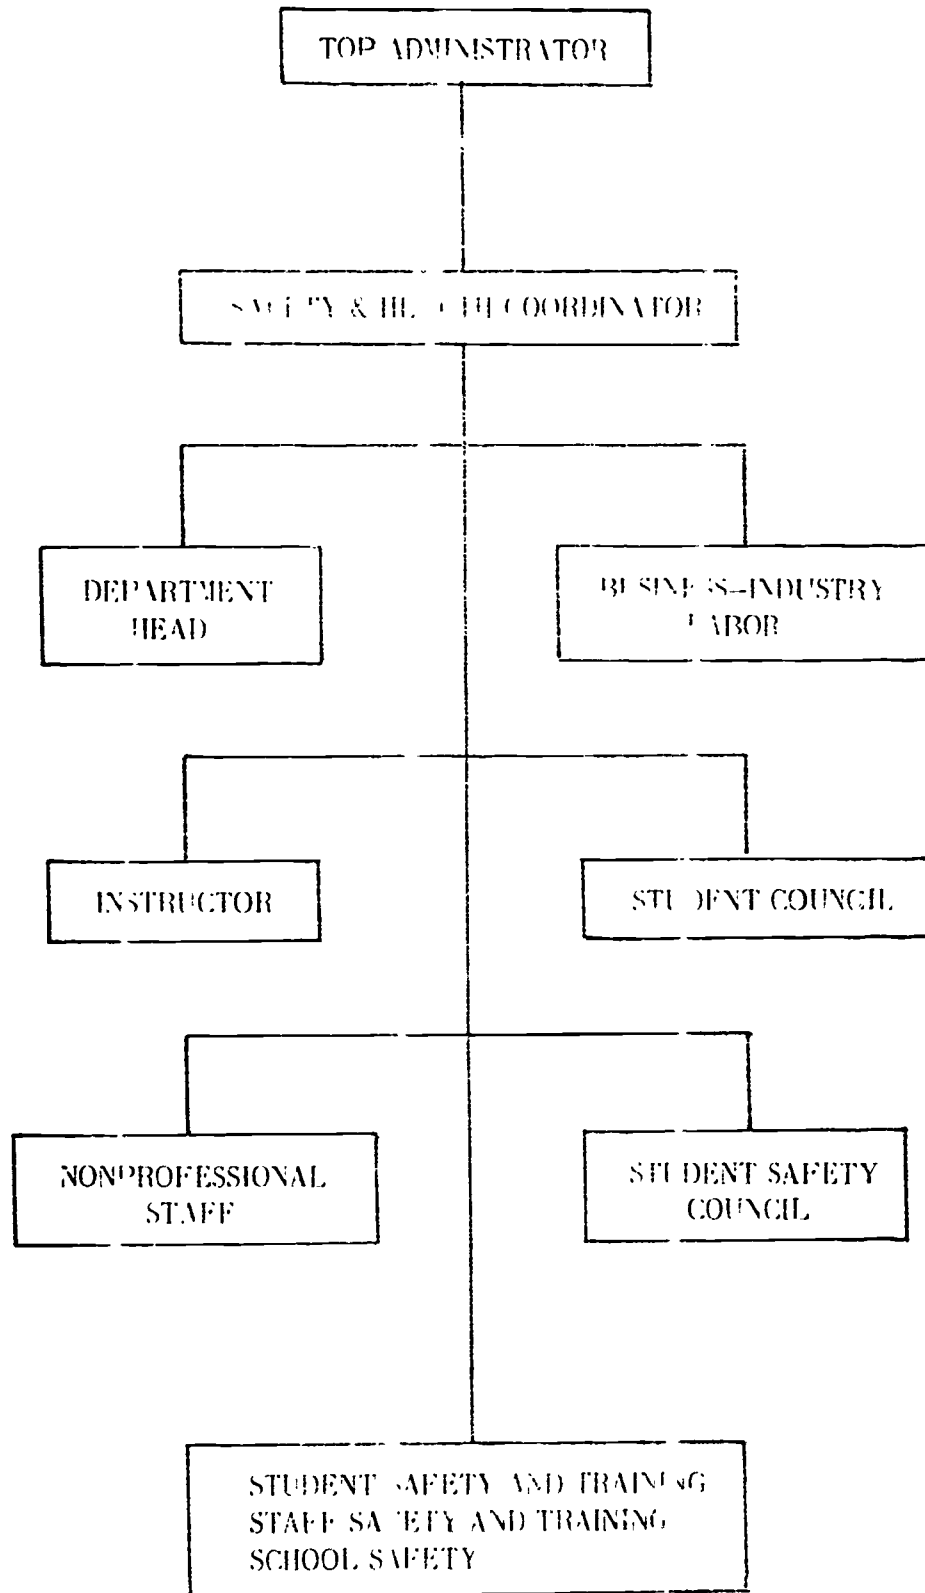 TOP ADMINISTRATOR
SAFETY & HEALTH COORDINATOR
DEPARTMENT
HEAD
BUSINESS–INDUSTRY
LABOR
INSTRUCTOR
STUDENT COUNCIL
NONPROFESSIONAL
STAFF
STUDENT SAFETY
COUNCIL
STUDENT SAFETY AND TRAINING
STAFF SAFETY AND TRAINING
SCHOOL SAFETY